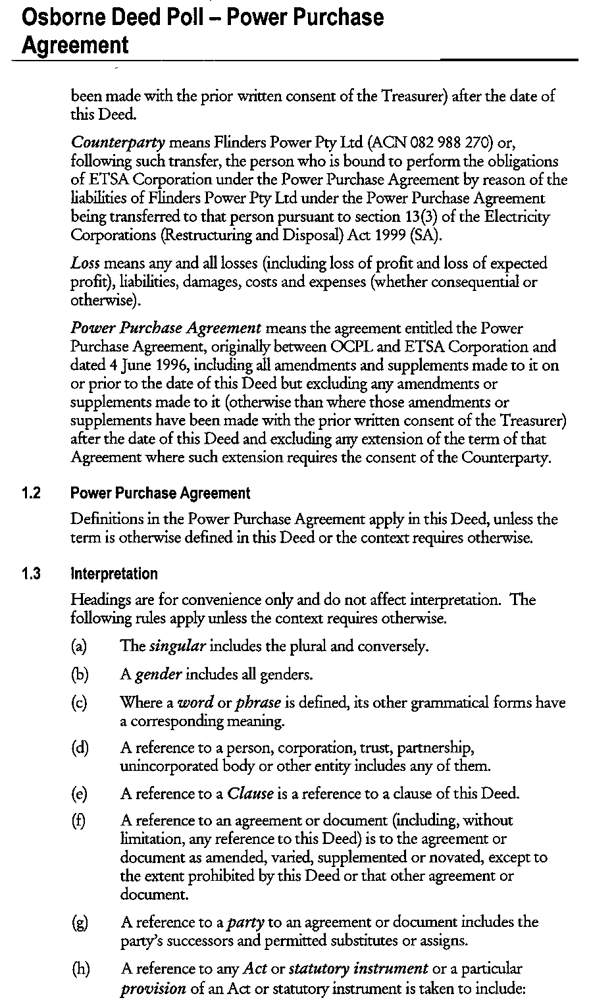 Osborne Deed Poll – Power Purchase
Agreement
been made with the prior written consent of the Treasurer) after the date of
this Deed.
Counterparty means Flinders Power Pty Ltd (ACN 082 988 270) or,
following such transfer, the person who is bound to perform the obligations
of ETSA Corporation under the Power Purchase Agreement by reason of the
liabilities of Flinders Power Pty Ltd under the Power Purchase Agreement
being transferred to that person pursuant to section 13(3) of the Electricity
Corporations (Restructuring and Disposal) Act 1999 (SA).
Loss means any and all losses (including loss of profit and loss of expected
profit), liabilities, damages, costs and expenses (whether consequential or
otherwise).
Power Purchase Agreement means the agreement entitled the Power
Purchase Agreement, originally between OCPL and ETSA Corporation and
dated 4 June 1996, including all amendments and supplements made to it on
or prior to the date of this Deed but excluding any amendments or
supplements made to it (otherwise than where those amendments or
supplements have been made with the prior written consent of the Treasurer)
after the date of this Deed and excluding any extension of the term of that
Agreement where such extension requires the consent of the Counterparty.
1.2 Power Purchase Agreement
Definitions in the Power Purchase Agreement apply in this Deed, unless the
term is otherwise defined in this Deed or the context requires otherwise.
1.3 Interpretation
Headings are for convenience only and do not affect interpretation. The
following rules apply unless the context requires otherwise.
(a) The singular includes the plural and conversely.
(b) A gender includes all genders.
(c) Where a word or phrase is defined, its other grammatical forms have
a corresponding meaning.
(d) A reference to a person, corporation, trust, partnership,
unincorporated body or other entity includes any of them.
(e) A reference to a Clause is a reference to a clause of this Deed.
(f) A reference to an agreement or document (including, without
limitation, any reference to this Deed) is to the agreement or
document as amended, varied, supplemented or novated, except to
the extent prohibited by this Deed or that other agreement or
document.
(g) A reference to a party to an agreement or document includes the
party's successors and permitted substitutes or assigns.
(h) A reference to any Act or statutory instrument or a particular
provision of an Act or statutory instrument is taken to include: